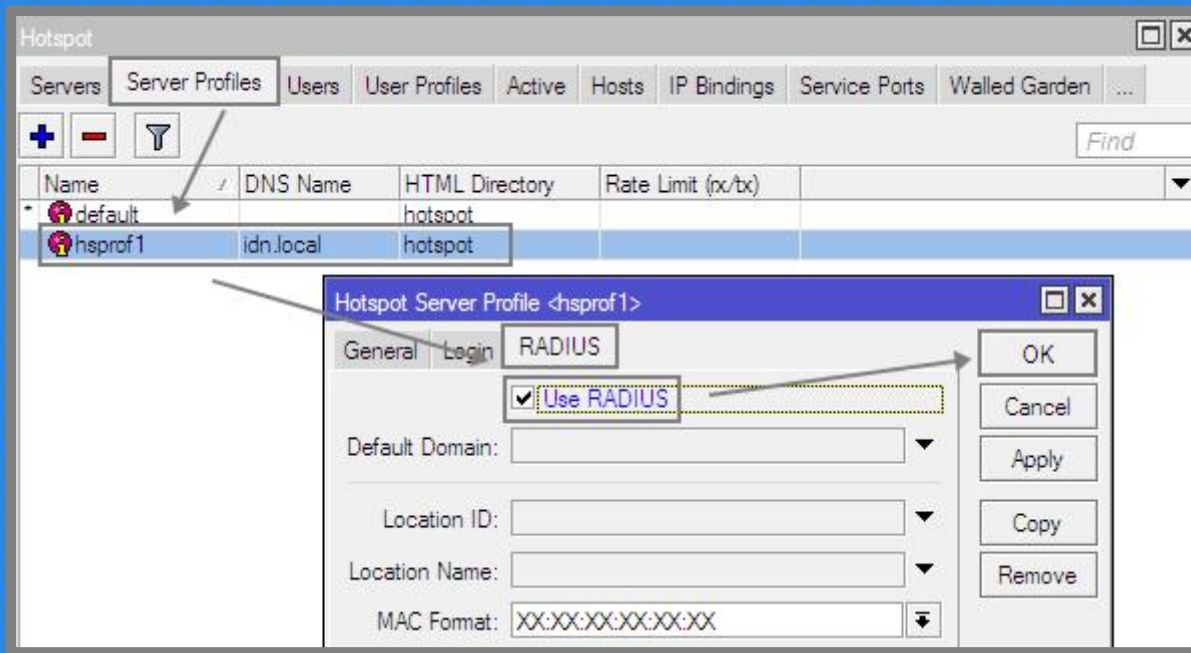 Hotspot
Servers Server Profiles Users User Profiles Active Hosts IP Bindings Service Ports Walled Garden ...
Find
Name DNS Name HTML Directory Rate Limit (rx/tx)
* default hotspot
hsprof1 idn.local hotspot
Hotspot Server Profile <hsprof1>
General Login RADIUS OK
Use RADIUS
Cancel
Default Domain:
Apply
Location ID:
Copy
Location Name:
Remove
MAC Format: XX:XX:XX:XX:XX:XX